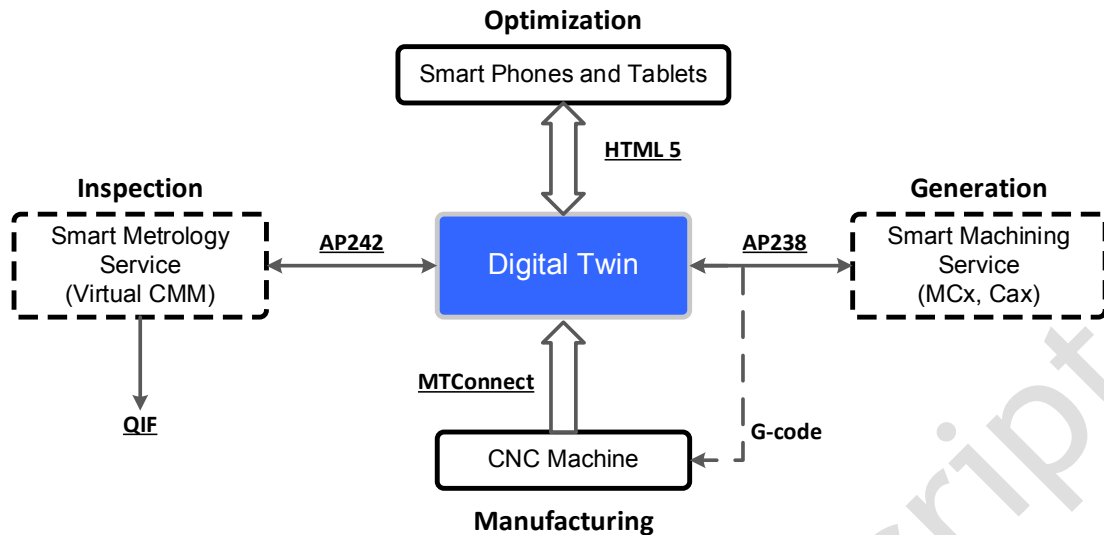 Optimization
Smart Phones and Tablets
HTML 5
Inspection
Smart Metrology
Service
(Virtual CMM)
AP242
Digital Twin
AP238
Generation
Smart Machining
Service
(MCx, Cax)
MTConnect
QIF
G-code
CNC Machine
Manufacturing
script